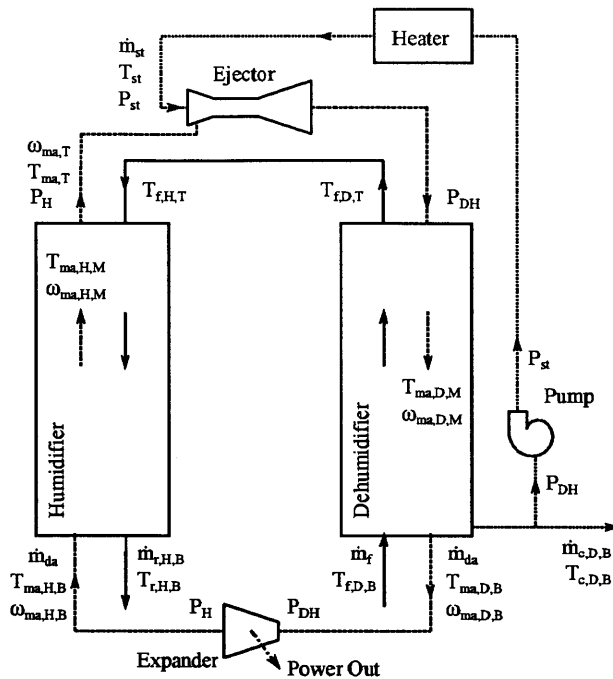 ṁst
Tst
Pst
Ejector
Heater
ωma,T
Tma,T
PH
Tf,H,T
Tf,D,T
PDH
Tma,H,M
ωma,H,M
Tma,D,M
ωma,D,M
Humidifier
Dehumidifier
Pst
Pump
PDH
ṁda
Tma,H,B
ωma,H,B
ṁr,H,B
Tr,H,B
ṁf
Tf,D,B
ṁda
Tma,D,B
ωma,D,B
ṁc,D,B
Tc,D,B
PH
PDH
Expander
Power Out